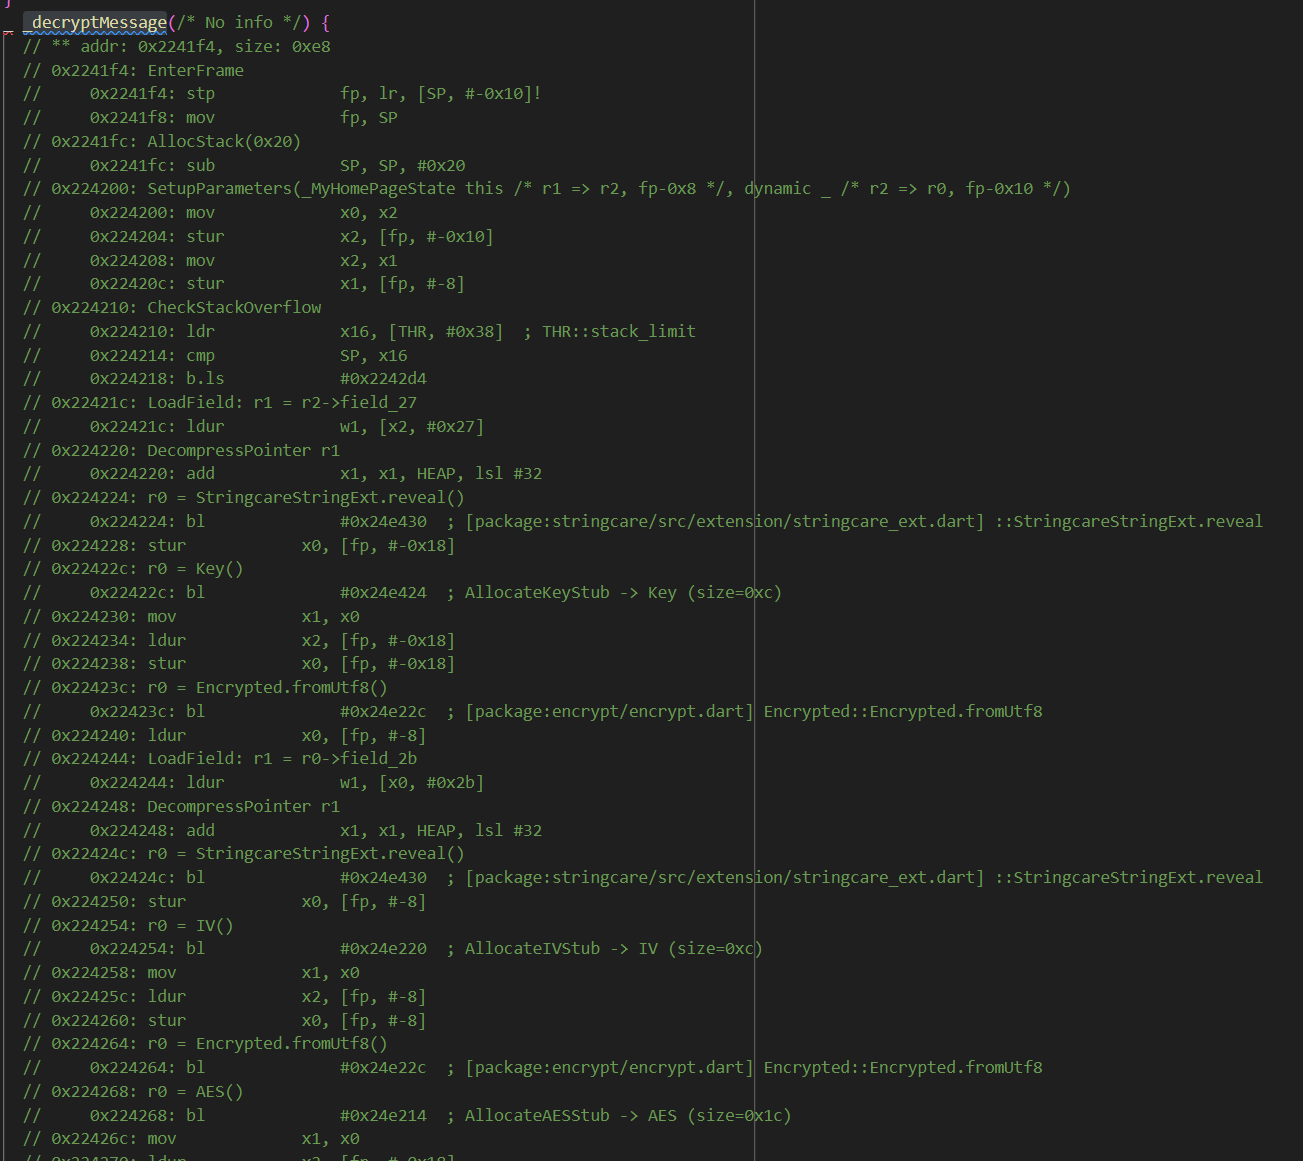 }
_ _decryptMessage(/* No info */) {
// ** addr: 0x2241f4, size: 0xe8
// 0x2241f4: EnterFrame
//     0x2241f4: stp             fp, lr, [SP, #-0x10]!
//     0x2241f8: mov             fp, SP
// 0x2241fc: AllocStack(0x20)
//     0x2241fc: sub             SP, SP, #0x20
// 0x224200: SetupParameters(_MyHomePageState this /* r1 => r2, fp-0x8 */, dynamic _ /* r2 => r0, fp-0x10 */)
//     0x224200: mov             x0, x2
//     0x224204: stur            x2, [fp, #-0x10]
//     0x224208: mov             x2, x1
//     0x22420c: stur            x1, [fp, #-8]
// 0x224210: CheckStackOverflow
//     0x224210: ldr             x16, [THR, #0x38]  ; THR::stack_limit
//     0x224214: cmp             SP, x16
//     0x224218: b.ls            #0x2242d4
// 0x22421c: LoadField: r1 = r2->field_27
//     0x22421c: ldur            w1, [x2, #0x27]
// 0x224220: DecompressPointer r1
//     0x224220: add             x1, x1, HEAP, lsl #32
// 0x224224: r0 = StringcareStringExt.reveal()
//     0x224224: bl              #0x24e430  ; [package:stringcare/src/extension/stringcare_ext.dart] ::StringcareStringExt.reveal
// 0x224228: stur            x0, [fp, #-0x18]
// 0x22422c: r0 = Key()
//     0x22422c: bl              #0x24e424  ; AllocateKeyStub -> Key (size=0xc)
// 0x224230: mov             x1, x0
// 0x224234: ldur            x2, [fp, #-0x18]
// 0x224238: stur            x0, [fp, #-0x18]
// 0x22423c: r0 = Encrypted.fromUtf8()
//     0x22423c: bl              #0x24e22c  ; [package:encrypt/encrypt.dart] Encrypted::Encrypted.fromUtf8
// 0x224240: ldur            x0, [fp, #-8]
// 0x224244: LoadField: r1 = r0->field_2b
//     0x224244: ldur            w1, [x0, #0x2b]
// 0x224248: DecompressPointer r1
//     0x224248: add             x1, x1, HEAP, lsl #32
// 0x22424c: r0 = StringcareStringExt.reveal()
//     0x22424c: bl              #0x24e430  ; [package:stringcare/src/extension/stringcare_ext.dart] ::StringcareStringExt.reveal
// 0x224250: stur            x0, [fp, #-8]
// 0x224254: r0 = IV()
//     0x224254: bl              #0x24e220  ; AllocateIVStub -> IV (size=0xc)
// 0x224258: mov             x1, x0
// 0x22425c: ldur            x2, [fp, #-8]
// 0x224260: stur            x0, [fp, #-8]
// 0x224264: r0 = Encrypted.fromUtf8()
//     0x224264: bl              #0x24e22c  ; [package:encrypt/encrypt.dart] Encrypted::Encrypted.fromUtf8
// 0x224268: r0 = AES()
//     0x224268: bl              #0x24e214  ; AllocateAESStub -> AES (size=0x1c)
// 0x22426c: mov             x1, x0
// 0x224270: ldur            x2, [fp, #-0x18]